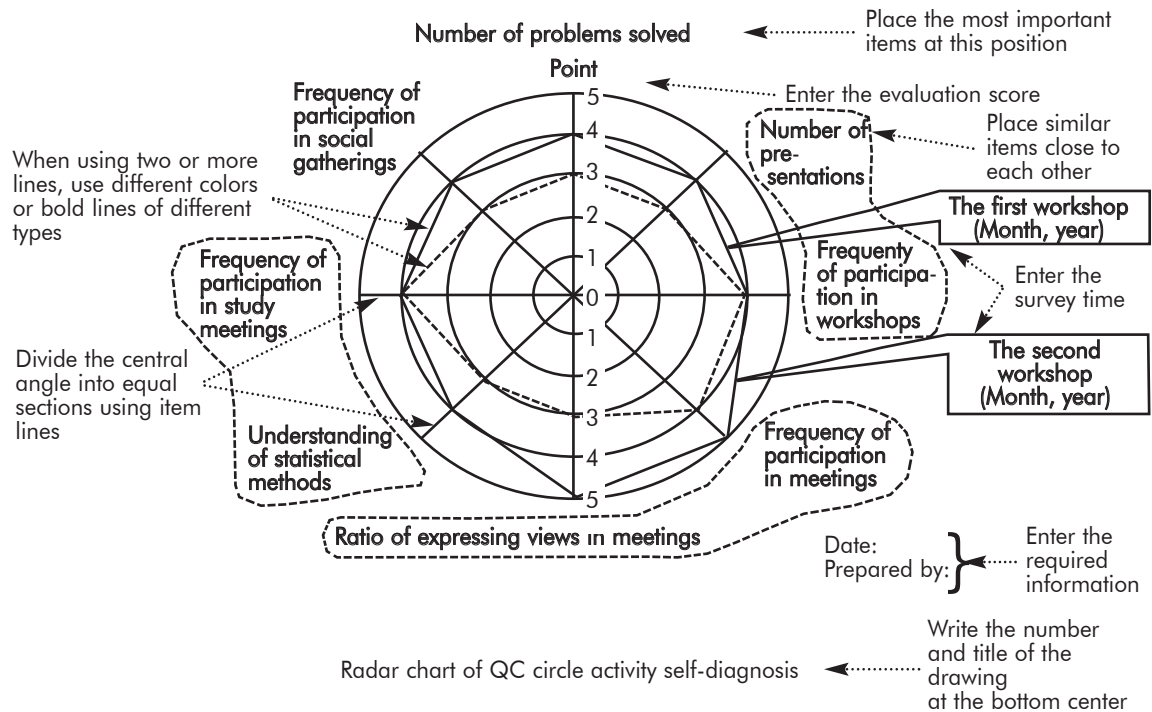 Number of problems solved
Place the most important
items at this position
Point
Enter the evaluation score
Frequency of
participation
in social
gatherings
Number of
pre-
sentations
Place similar
items close to
each other
When using two or more
lines, use different colors
or bold lines of different
types
The first workshop
(Month, year)
Frequency of
participation
in study
meetings
Frequenty
of participa-
tion in
workshops
Enter the
survey time
5
4
3
2
1
0
1
2
3
4
5
Divide the central
angle into equal
sections using item
lines
The second
workshop
(Month, year)
Understanding
of statistical
methods
Frequency of
participation
in meetings
Ratio of expressing views in meetings
Date:
Prepared by:
Enter the
required
information
Radar chart of QC circle activity self-diagnosis
Write the number
and title of the
drawing
at the bottom center